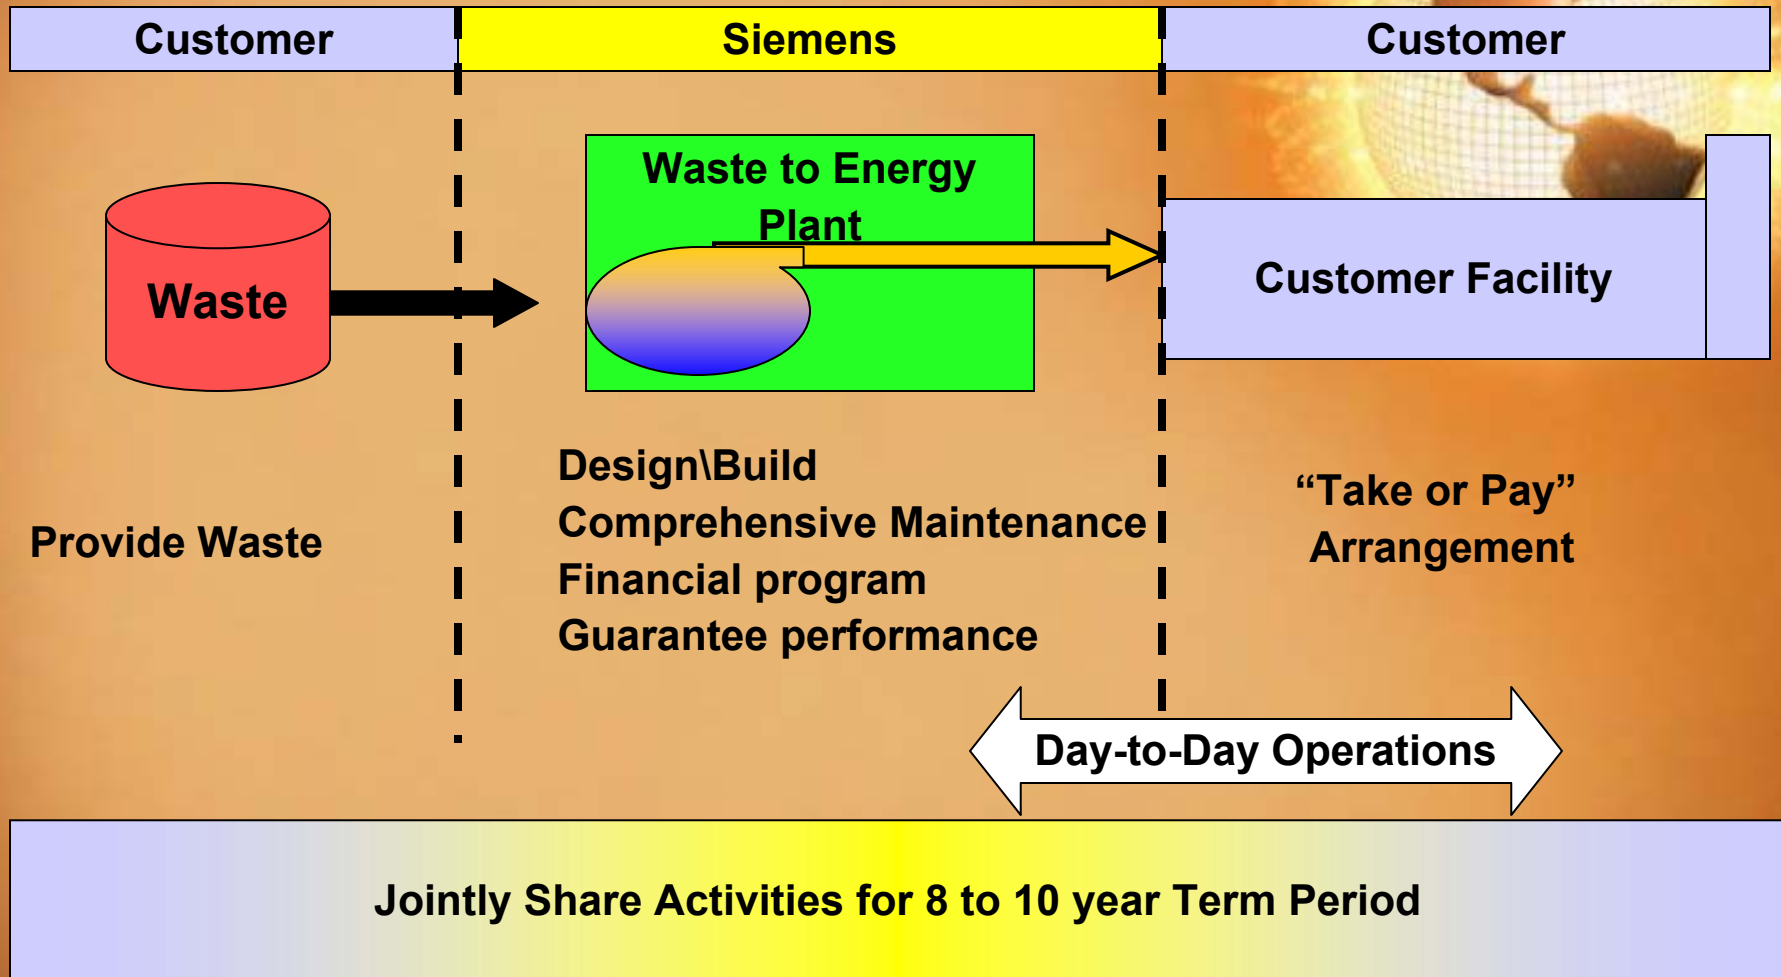 Customer
Siemens
Customer
Waste to Energy
Plant
Waste
Customer Facility
Provide Waste
Design\Build
Comprehensive Maintenance
Financial program
Guarantee performance
“Take or Pay”
Arrangement
Day-to-Day Operations
Jointly Share Activities for 8 to 10 year Term Period